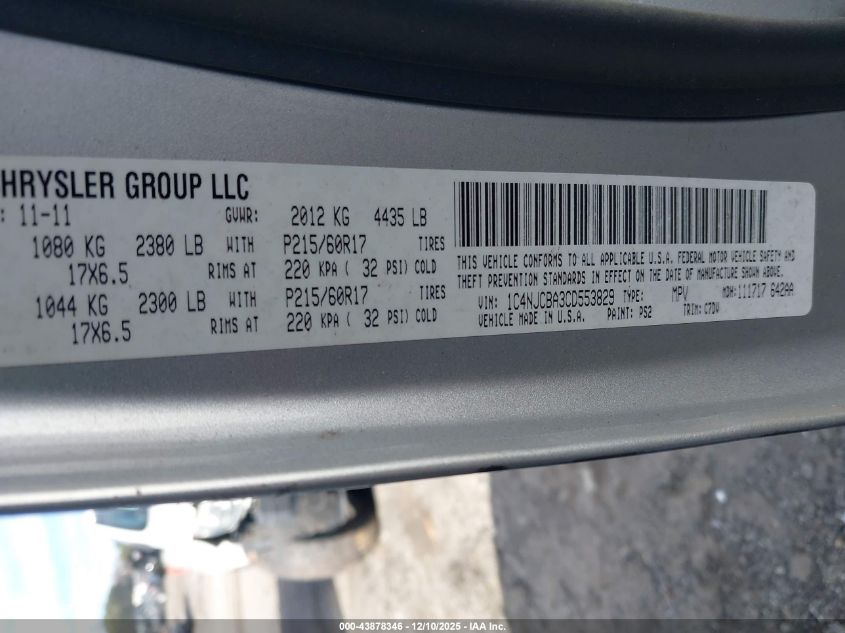 HRYSLER GROUP LLC
: 11-11 GVWR: 2012 KG 4435 LB
1080 KG 2380 LB WITH P215/60R17 TIRES
17X6.5 RIMS AT 220 KPA ( 32 PSI) COLD
1044 KG 2300 LB WITH P215/60R17 TIRES
17X6.5 RIMS AT 220 KPA ( 32 PSI) COLD
THIS VEHICLE CONFORMS TO ALL APPLICABLE U.S.A. FEDERAL MOTOR VEHICLE SAFETY AND
THEFT PREVENTION STANDARDS IN EFFECT ON THE DATE OF MANUFACTURE SHOWN ABOVE.
VIN: 1C4NJCBA3CD553829 TYPE: MPV MDH: 111717 642AA
VEHICLE MADE IN U.S.A. PAINT: PS2 TRIM: C7DV
000-43878346 - 12/10/2025 - IAA Inc.